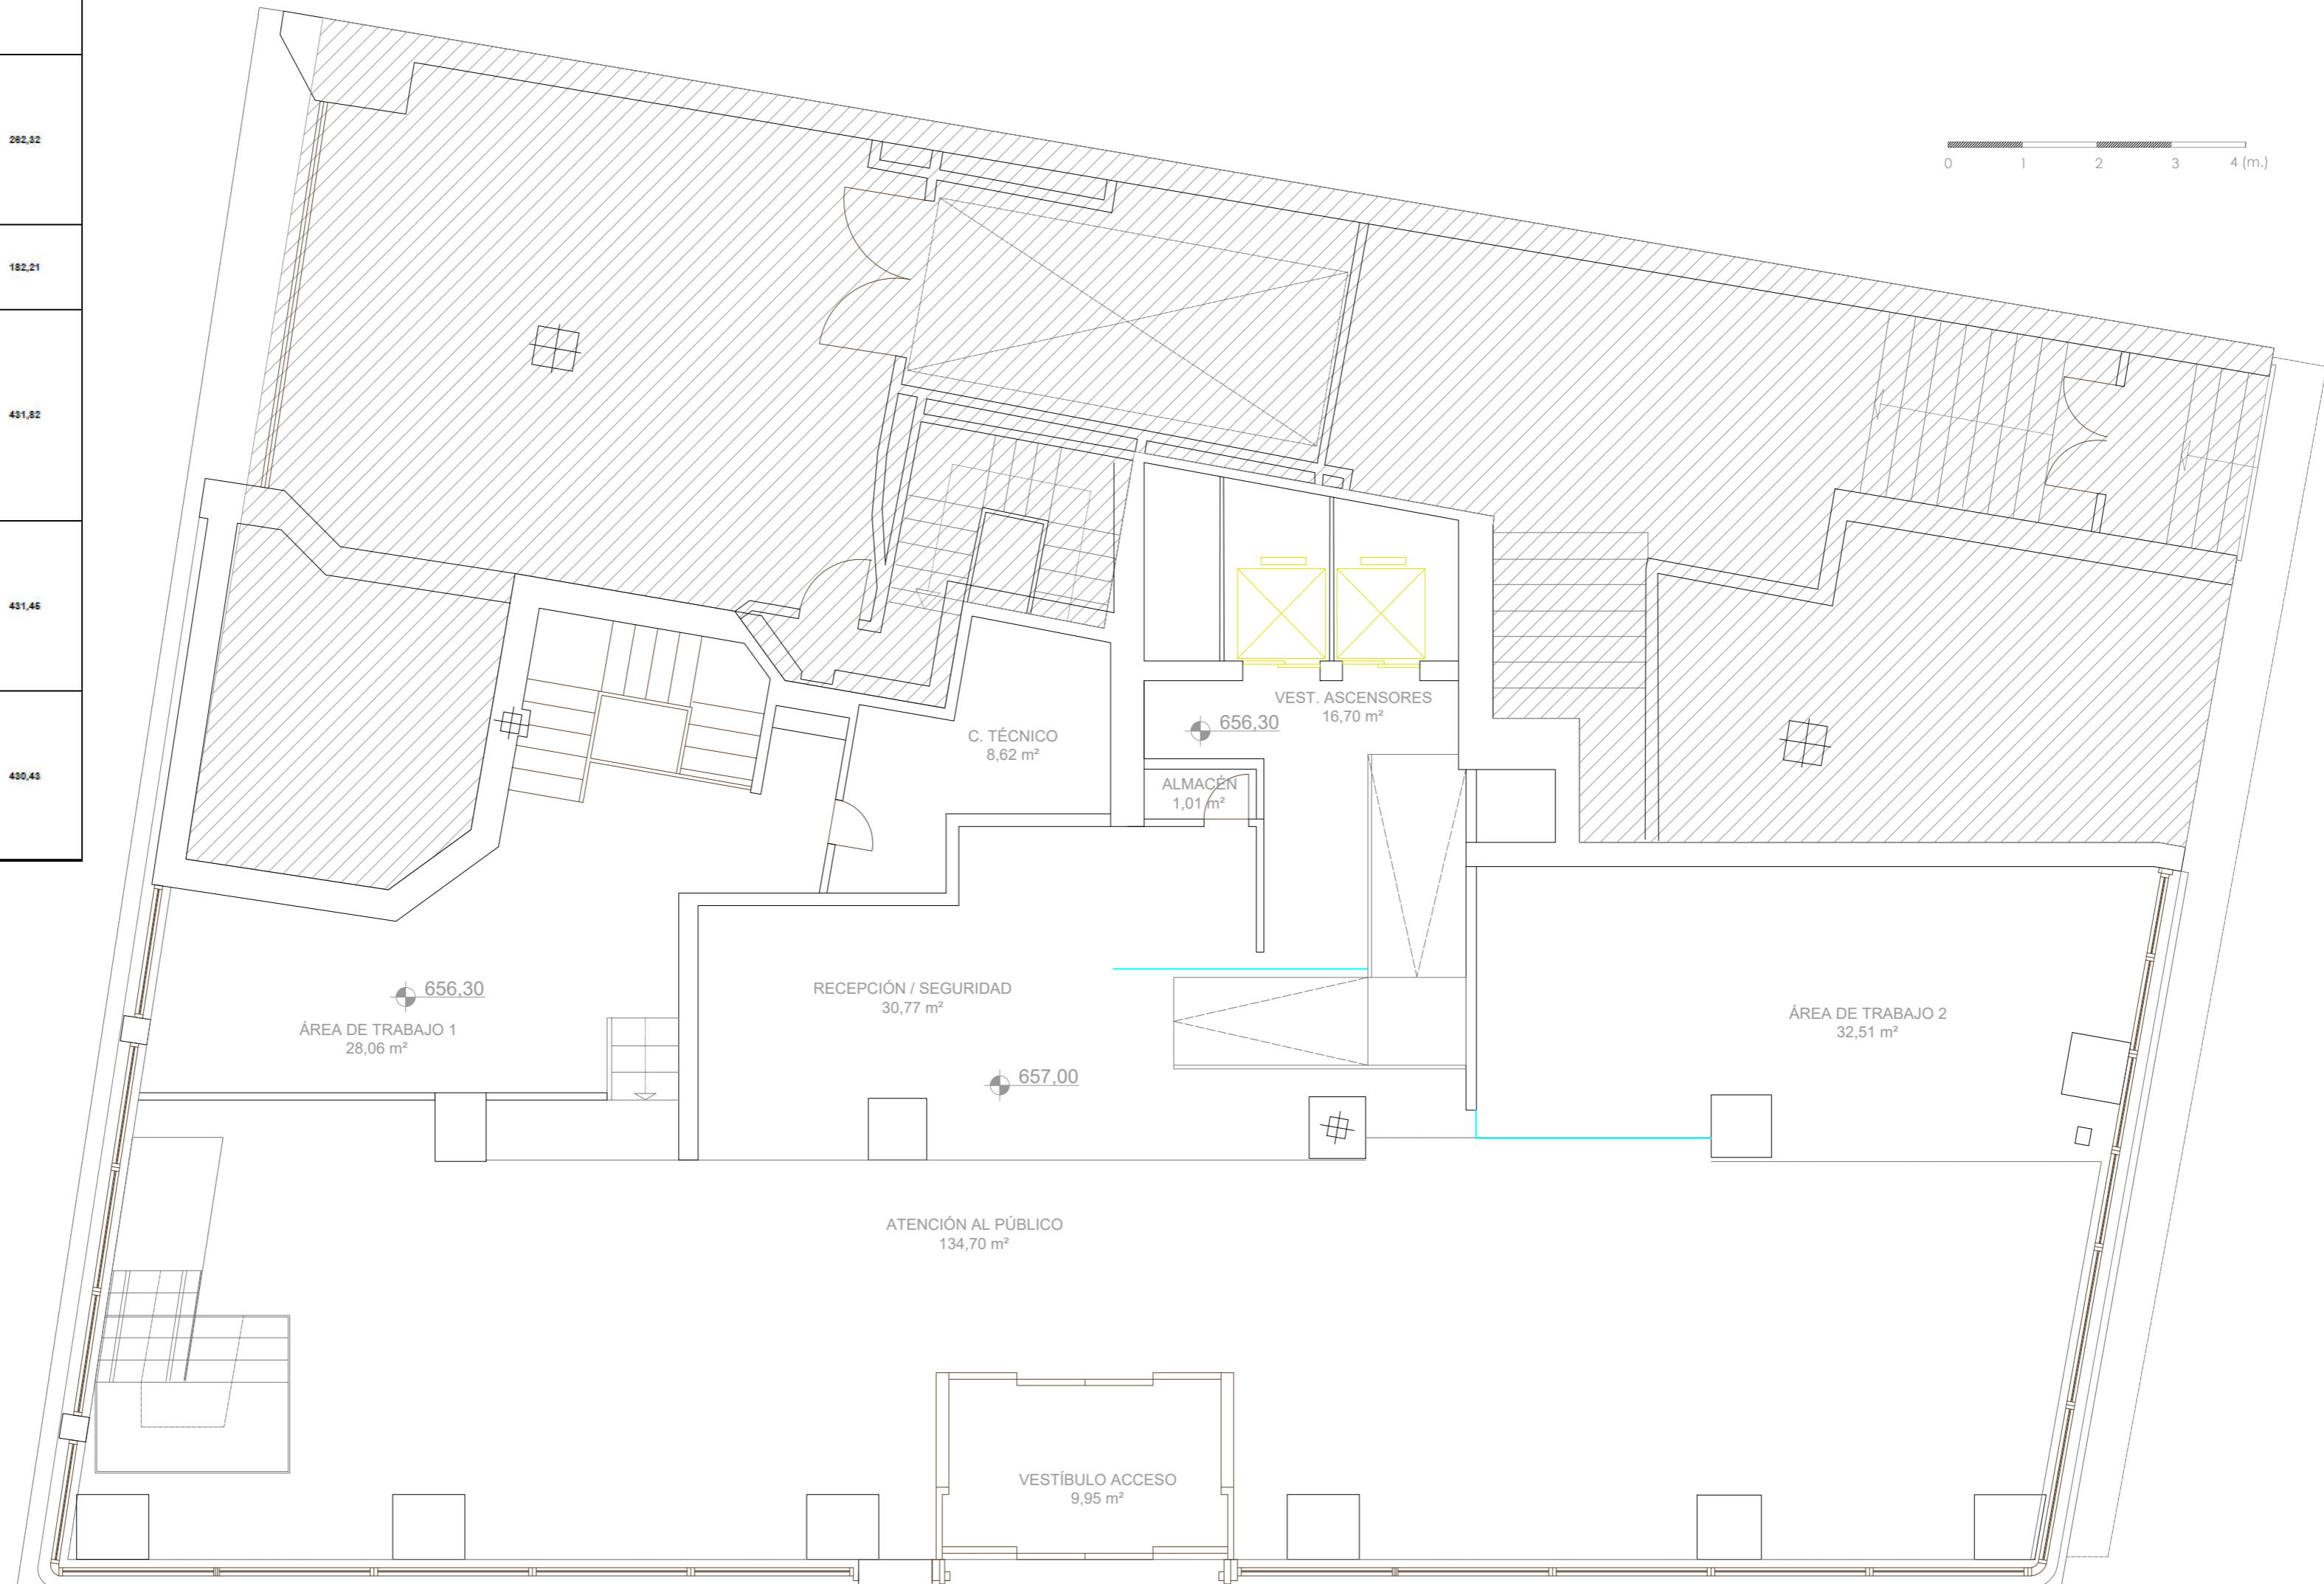 262,32
182,21
431,82
431,45
430,43
0 1 2 3 4 (m.)
VEST. ASCENSORES
16,70 m²
656,30
C. TÉCNICO
8,62 m²
ALMACÉN
1,01 m²
656,30
ÁREA DE TRABAJO 1
28,06 m²
RECEPCIÓN / SEGURIDAD
30,77 m²
657,00
ÁREA DE TRABAJO 2
32,51 m²
ATENCIÓN AL PÚBLICO
134,70 m²
VESTÍBULO ACCESO
9,95 m²